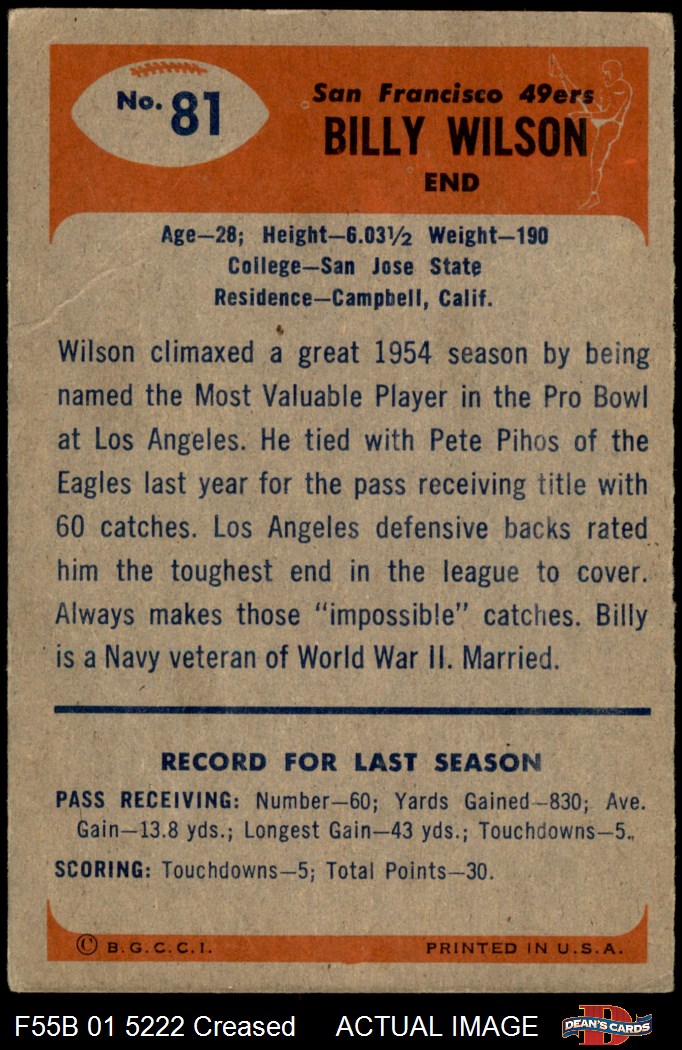 No. 81
San Francisco 49ers
BILLY WILSON
END
Age—28; Height—6.03½ Weight—190
College—San Jose State
Residence—Campbell, Calif.
Wilson climaxed a great 1954 season by being
named the Most Valuable Player in the Pro Bowl
at Los Angeles. He tied with Pete Pihos of the
Eagles last year for the pass receiving title with
60 catches. Los Angeles defensive backs rated
him the toughest end in the league to cover.
Always makes those "impossible" catches. Billy
is a Navy veteran of World War II. Married.
RECORD FOR LAST SEASON
PASS RECEIVING: Number—60; Yards Gained—830; Ave.
Gain—13.8 yds.; Longest Gain—43 yds.; Touchdowns—5.
SCORING: Touchdowns—5; Total Points—30.
© B.G.C.C.I. PRINTED IN U.S.A.
F55B 01 5222 Creased ACTUAL IMAGE D DEAN'S CARDS